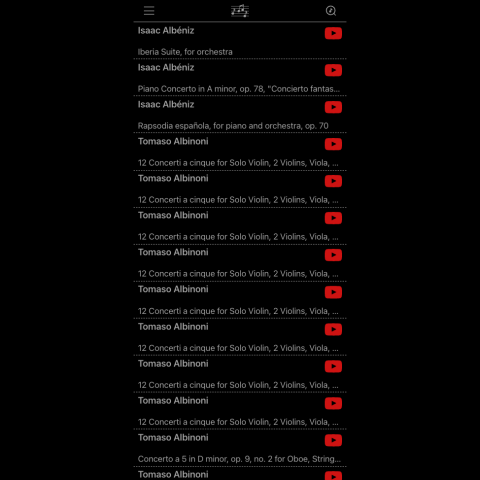 Isaac Albéniz
Iberia Suite, for orchestra
Isaac Albéniz
Piano Concerto in A minor, op. 78, "Concierto fantas...
Isaac Albéniz
Rapsodia española, for piano and orchestra, op. 70
Tomaso Albinoni
12 Concerti a cinque for Solo Violin, 2 Violins, Viola, ...
Tomaso Albinoni
12 Concerti a cinque for Solo Violin, 2 Violins, Viola, ...
Tomaso Albinoni
12 Concerti a cinque for Solo Violin, 2 Violins, Viola, ...
Tomaso Albinoni
12 Concerti a cinque for Solo Violin, 2 Violins, Viola, ...
Tomaso Albinoni
12 Concerti a cinque for Solo Violin, 2 Violins, Viola, ...
Tomaso Albinoni
12 Concerti a cinque for Solo Violin, 2 Violins, Viola, ...
Tomaso Albinoni
12 Concerti a cinque for Solo Violin, 2 Violins, Viola, ...
Tomaso Albinoni
12 Concerti a cinque for Solo Violin, 2 Violins, Viola, ...
Tomaso Albinoni
Concerto a 5 in D minor, op. 9, no. 2 for Oboe, String...
Tomaso Albinoni